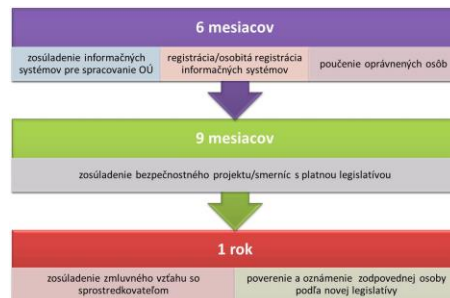 6 mesiacov
zosúladenie informačných
systémov pre spracovanie OÚ
registrácia/osobitá registrácia
informačných systémov
poučenie oprávnených osôb
9 mesiacov
zosúladenie bezpečnostného projektu/smerníc s platnou legislatívou
1 rok
zosúladenie zmluvného vzťahu so
sprostredkovateľom
poverenie a oznámenie zodpovednej osoby
podľa novej legislatívy